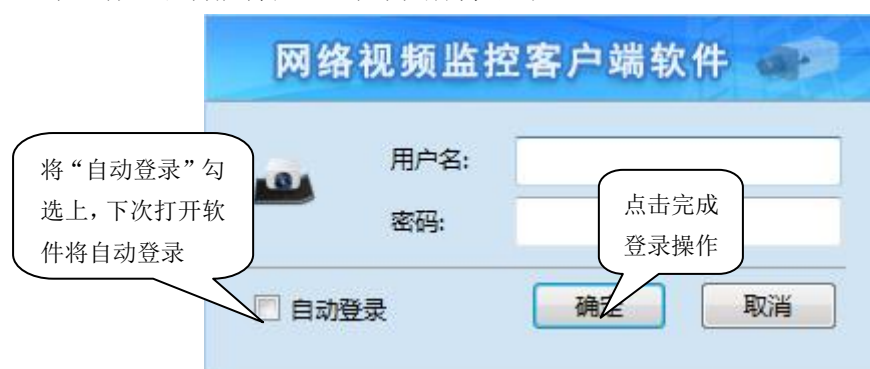 网络视频监控客户端软件
将“自动登录”勾
选上，下次打开软
件将自动登录
用户名:
密码:
点击完成
登录操作
自动登录
确定
取消